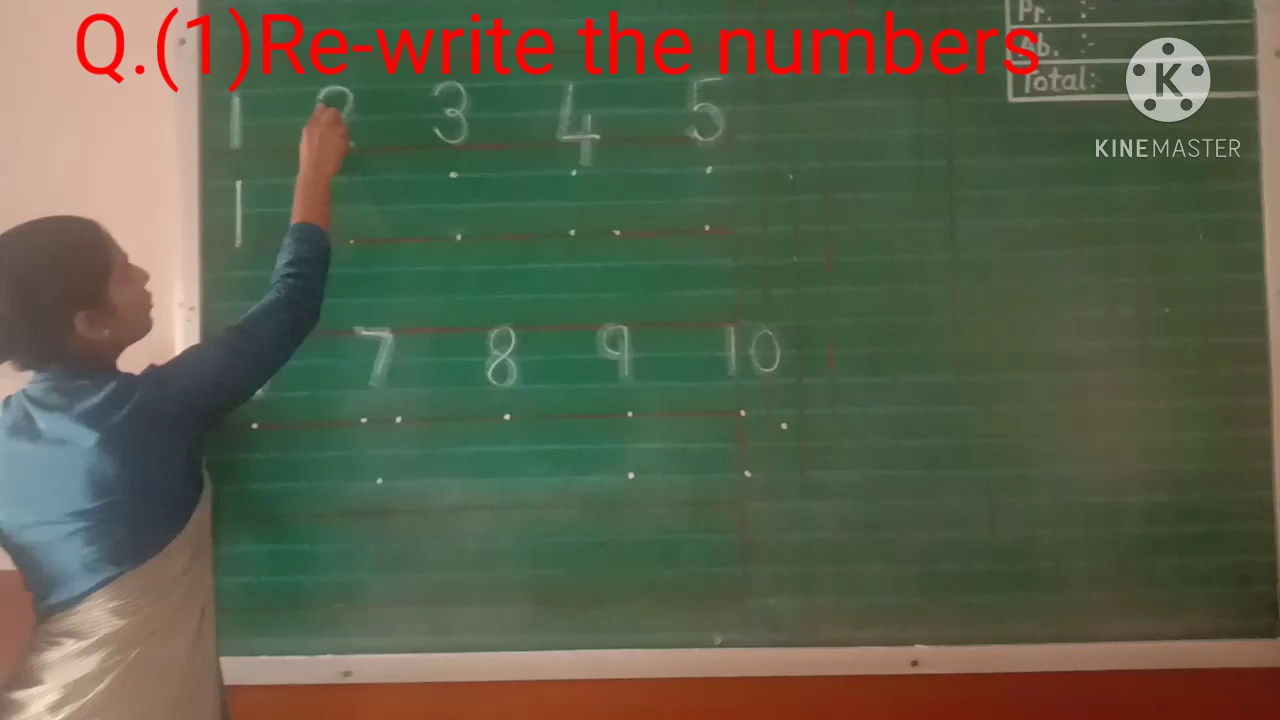 Q.(1)Re-write the numbers
Pr. :-
Ab. :-
Total:-
KINEMASTER
1 2 3 4 5
1
7 8 9 10